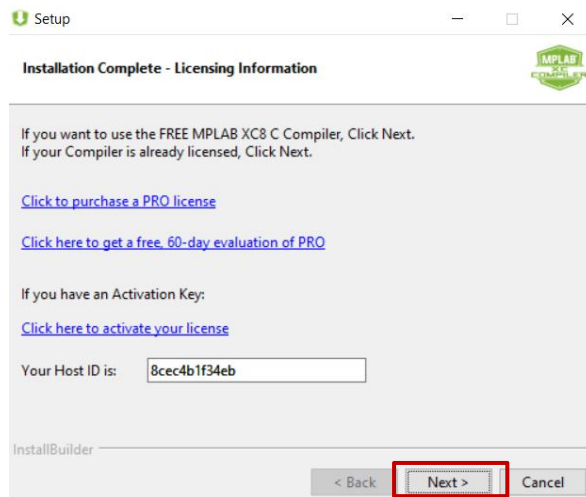 Setup
Installation Complete - Licensing Information
MPLAB
XC
COMPILER
If you want to use the FREE MPLAB XC8 C Compiler, Click Next.
If your Compiler is already licensed, Click Next.
Click to purchase a PRO license
Click here to get a free, 60-day evaluation of PRO
If you have an Activation Key:
Click here to activate your license
Your Host ID is: 8cec4b1f34eb
InstallBuilder
< Back Next > Cancel